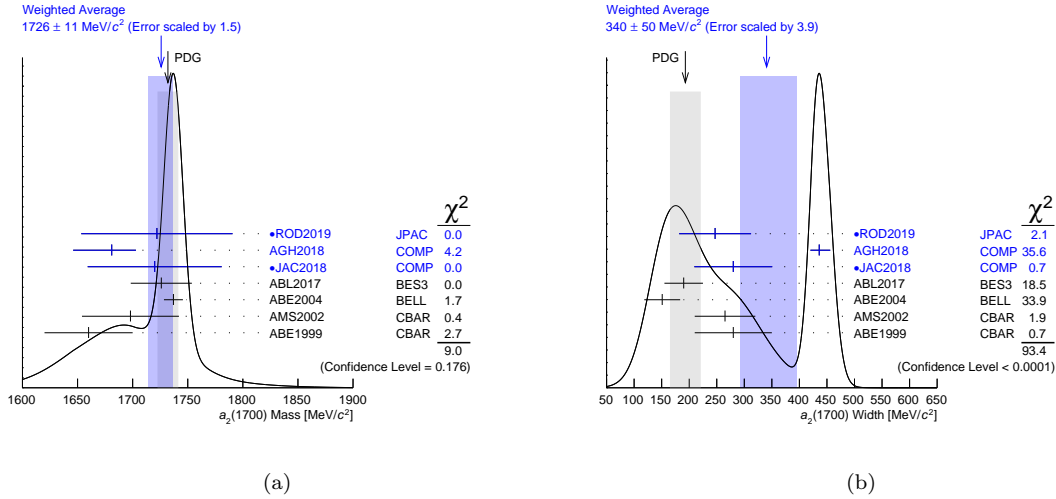 Weighted Average
1726 ± 11 MeV/c² (Error scaled by 1.5)
PDG
χ²
•ROD2019 JPAC 0.0
AGH2018 COMP 4.2
•JAC2018 COMP 0.0
ABL2017 BES3 0.0
ABE2004 BELL 1.7
AMS2002 CBAR 0.4
ABE1999 CBAR 2.7
9.0
(Confidence Level = 0.176)
1600 1650 1700 1750 1800 1850 1900
a₂(1700) Mass [MeV/c²]
(a)
Weighted Average
340 ± 50 MeV/c² (Error scaled by 3.9)
PDG
χ²
•ROD2019 JPAC 2.1
AGH2018 COMP 35.6
•JAC2018 COMP 0.7
ABL2017 BES3 18.5
ABE2004 BELL 33.9
AMS2002 CBAR 1.9
ABE1999 CBAR 0.7
93.4
(Confidence Level < 0.0001)
50 100 150 200 250 300 350 400 450 500 550 600 650
a₂(1700) Width [MeV/c²]
(b)